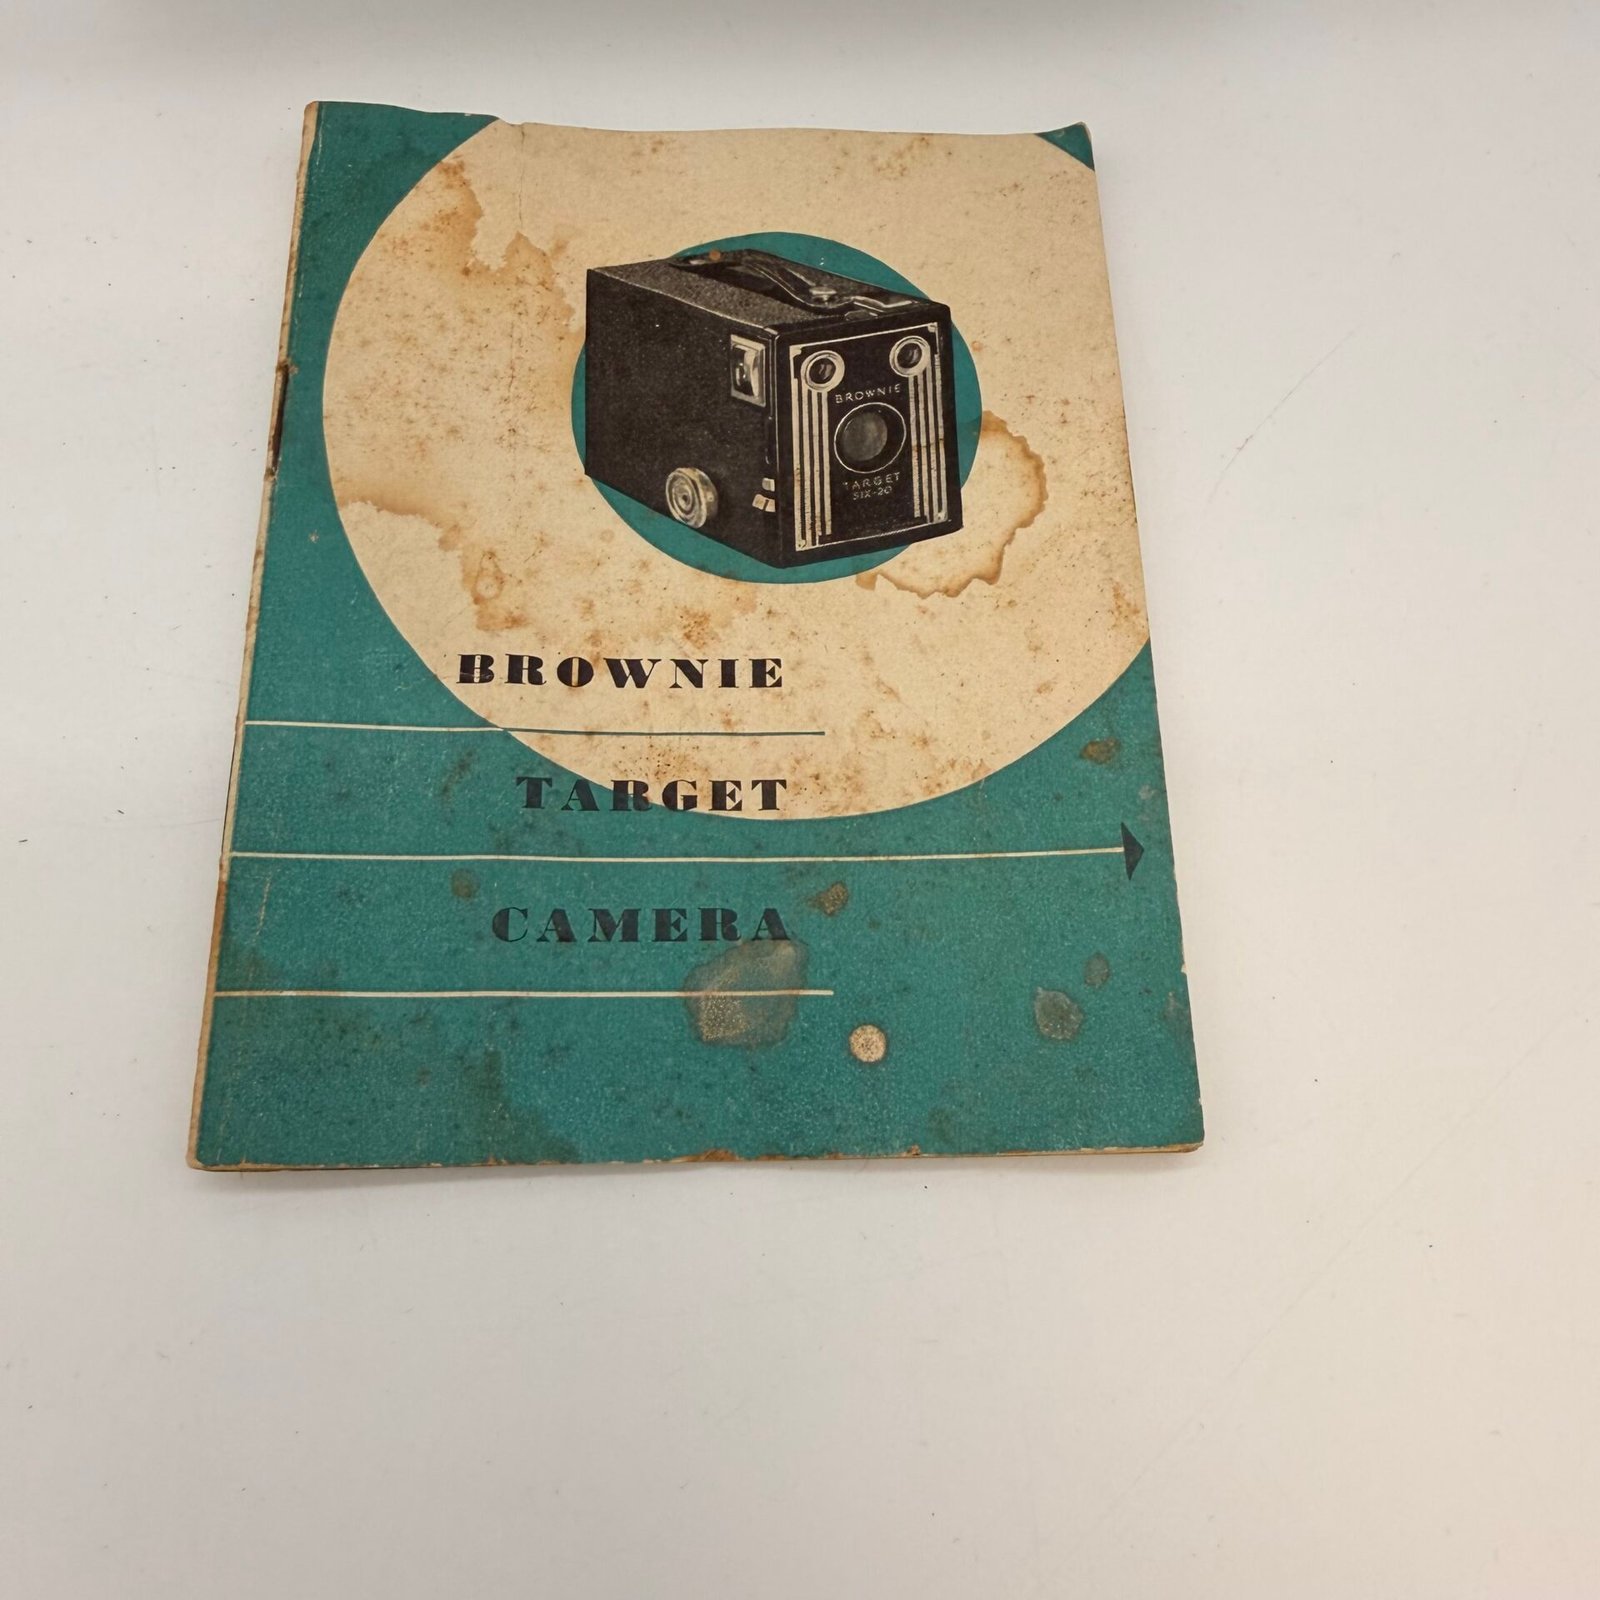 BROWNIE
TARGET
SIX-20
BROWNIE
TARGET
CAMERA